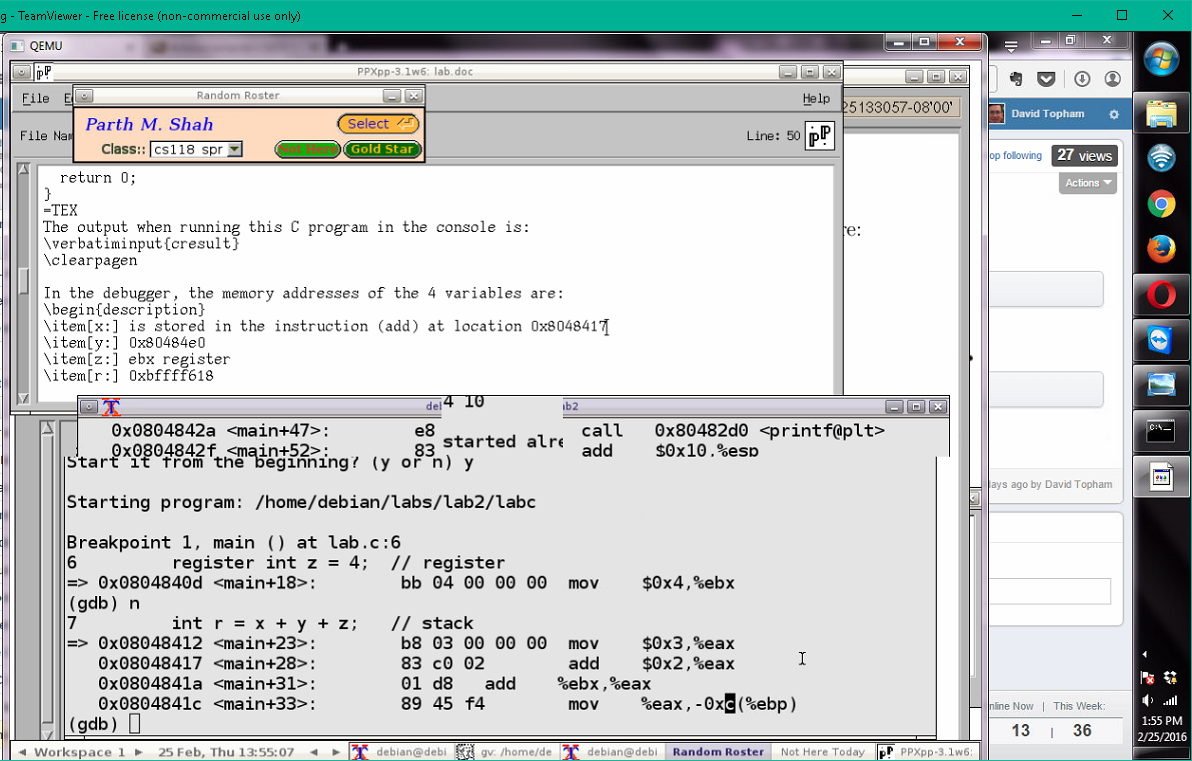 g - TeamViewer - Free license (non-commercial use only)
QEMU
PPXpp-3.1w6: lab.doc
Random Roster
File E
Help
25133057-08'00'
David Topham
Parth M. Shah
Select
File Nam
Line: 50
Class:: cs118 spr
Not Here
Gold Star
op following
27 views
Actions
return 0;
}
=TEX
The output when running this C program in the console is:
\verbatiminput{cresult}
\clearpagen
re:
In the debugger, the memory addresses of the 4 variables are:
\begin{description}
\item[x:] is stored in the instruction (add) at location 0x8048417
\item[y:] 0x80484e0
\item[z:] ebx register
\item[r:] 0xbffff618
deb
4 10
ab2
0x0804842a <main+47>: e8 call 0x80482d0 <printf@plt>
started alre
0x0804842f <main+52>: 83 add $0x10,%esp
Start it from the beginning? (y or n) y
Starting program: /home/debian/labs/lab2/labc
days ago by David Topham
Breakpoint 1, main () at lab.c:6
6 register int z = 4; // register
=> 0x0804840d <main+18>: bb 04 00 00 00 mov $0x4,%ebx
(gdb) n
7 int r = x + y + z; // stack
=> 0x08048412 <main+23>: b8 03 00 00 00 mov $0x3,%eax
0x08048417 <main+28>: 83 c0 02 add $0x2,%eax
0x0804841a <main+31>: 01 d8 add %ebx,%eax
0x0804841c <main+33>: 89 45 f4 mov %eax,-0xc(%ebp)
(gdb)
nline Now | This Week:
13 | 36
Workspace 1
25 Feb, Thu 13:55:07
debian@debi
gv: /home/de
debian@debi
Random Roster
Not Here Today
PPXpp-3.1w6:
1:55 PM
2/25/2016